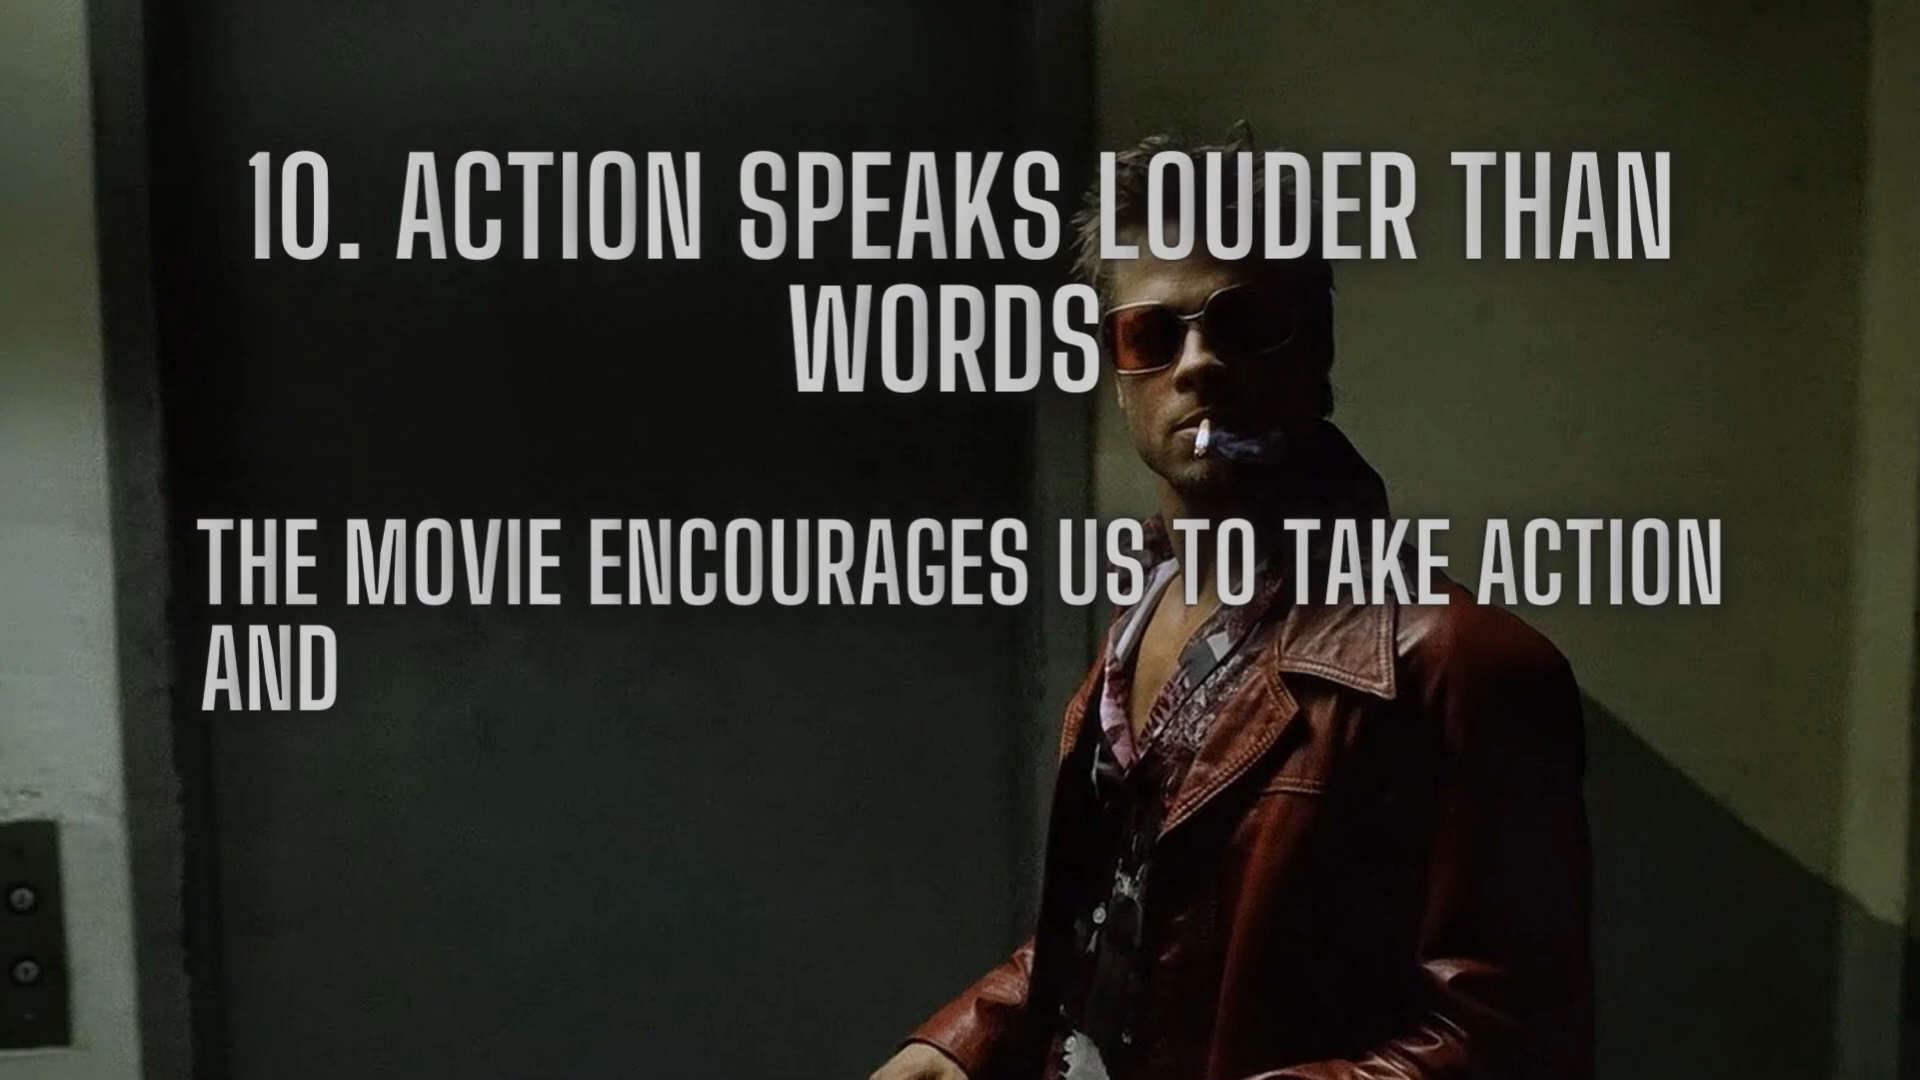 10. ACTION SPEAKS LOUDER THAN
WORDS
THE MOVIE ENCOURAGES US TO TAKE ACTION
AND